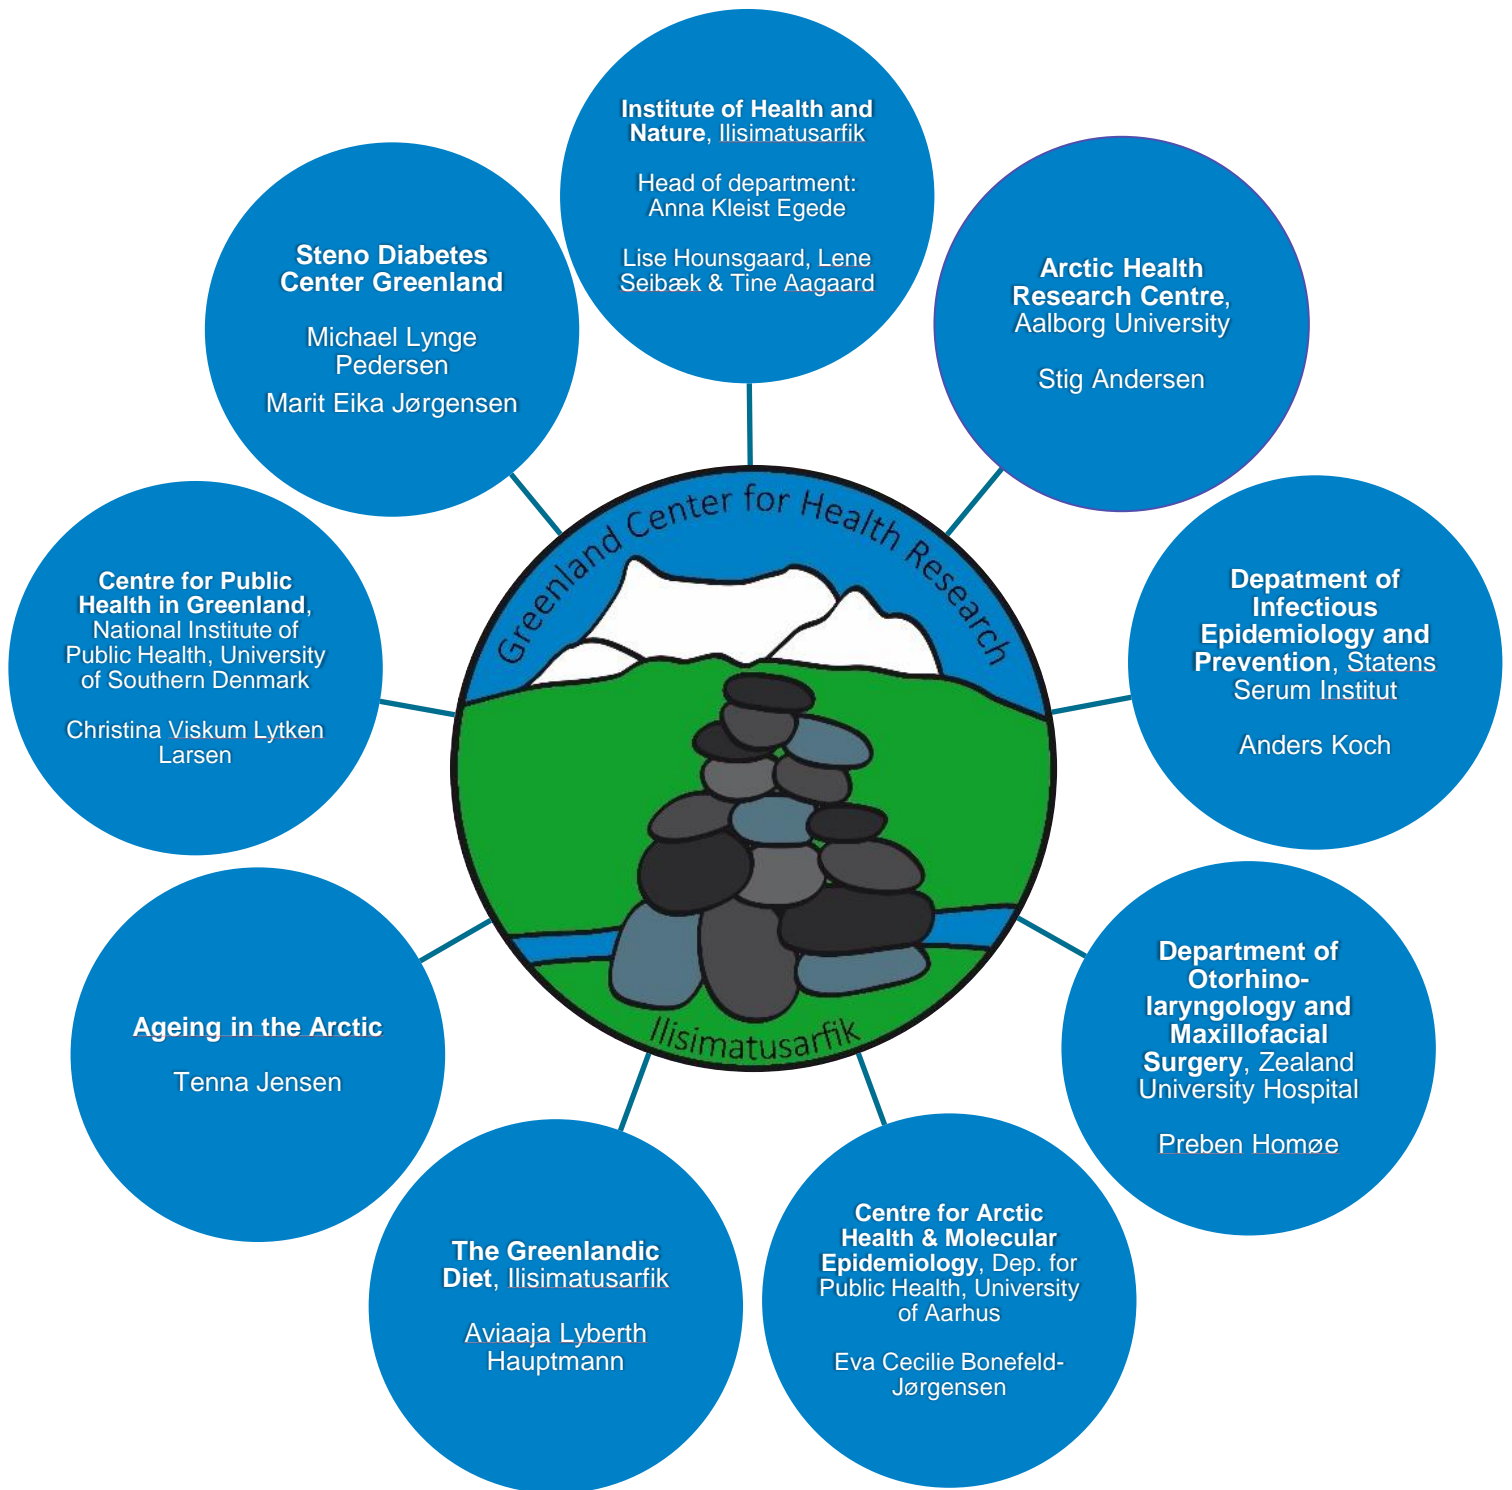 Institute of Health and
Nature, Ilisimatusarfik
Head of department:
Anna Kleist Egede
Lise Hounsgaard, Lene
Seibæk & Tine Aagaard
Arctic Health
Research Centre,
Aalborg University
Stig Andersen
Depatment of
Infectious
Epidemiology and
Prevention, Statens
Serum Institut
Anders Koch
Department of
Otorhino-
laryngology and
Maxillofacial
Surgery, Zealand
University Hospital
Preben Homøe
Centre for Arctic
Health & Molecular
Epidemiology, Dep. for
Public Health, University
of Aarhus
Eva Cecilie Bonefeld-
Jørgensen
The Greenlandic
Diet, Ilisimatusarfik
Aviaaja Lyberth
Hauptmann
Ageing in the Arctic
Tenna Jensen
Centre for Public
Health in Greenland,
National Institute of
Public Health, University
of Southern Denmark
Christina Viskum Lytken
Larsen
Steno Diabetes
Center Greenland
Michael Lynge
Pedersen
Marit Eika Jørgensen
Greenland Center for Health Research
Ilisimatusarfik